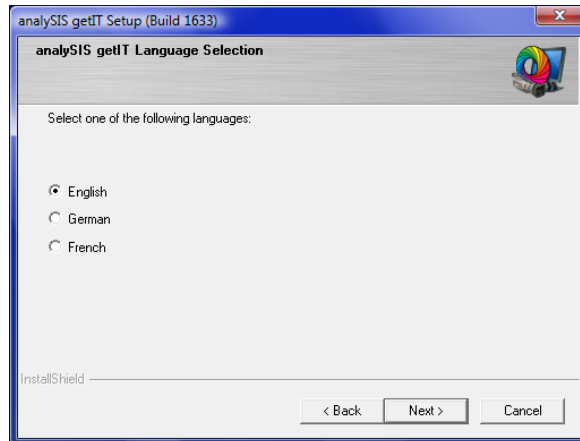 analySIS getIT Setup (Build 1633)
analySIS getIT Language Selection
Select one of the following languages:
English
German
French
InstallShield
< Back Next > Cancel